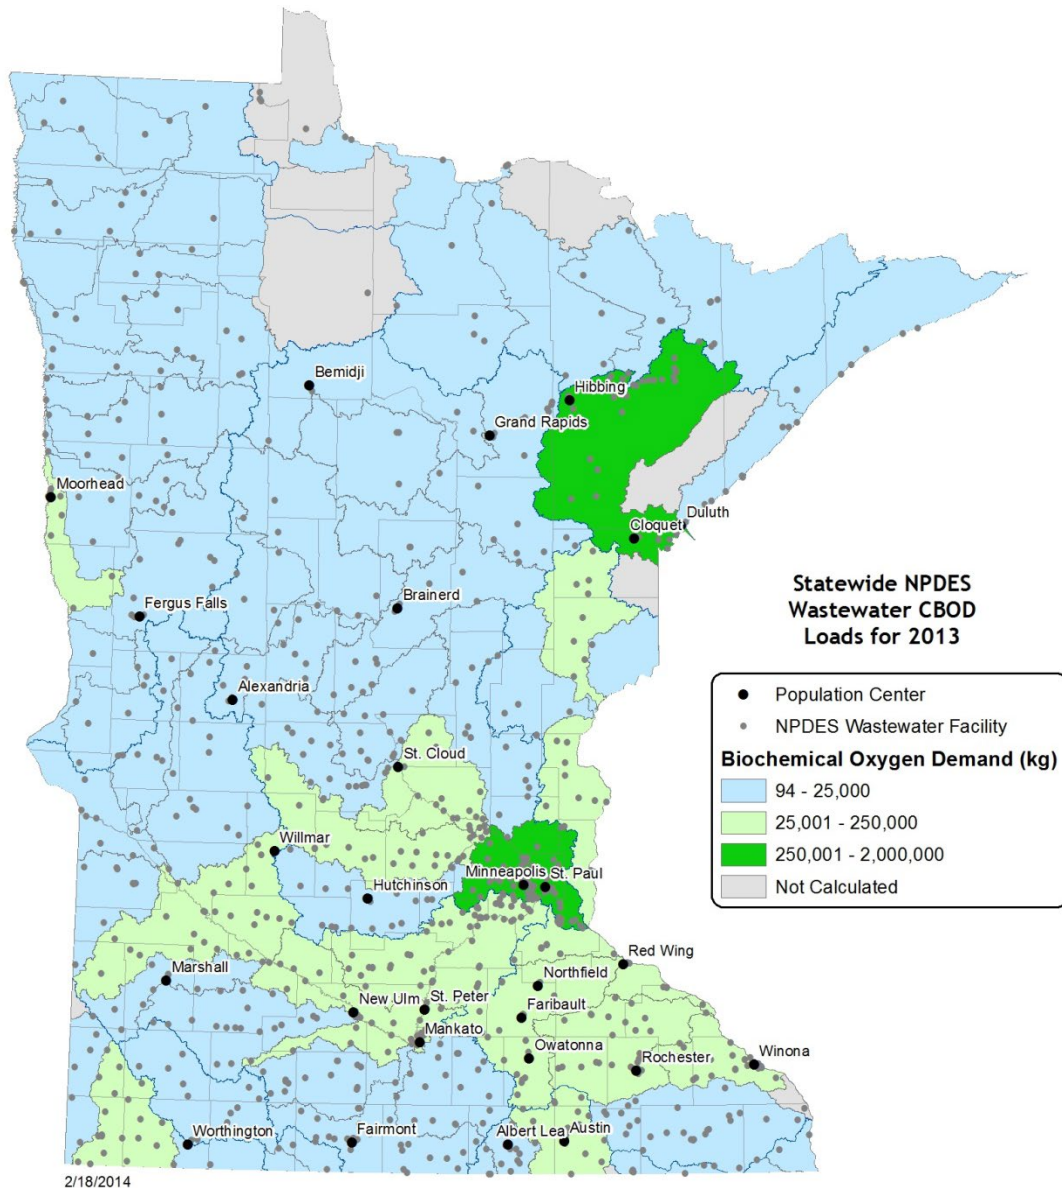 Bemidji
Hibbing
Grand Rapids
Moorhead
Duluth
Cloquet
Statewide NPDES
Wastewater CBOD
Loads for 2013
Fergus Falls
Brainerd
Alexandria
Population Center
NPDES Wastewater Facility
Biochemical Oxygen Demand (kg)
94 - 25,000
25,001 - 250,000
250,001 - 2,000,000
Not Calculated
St. Cloud
Willmar
Minneapolis
St. Paul
Hutchinson
Red Wing
Marshall
Northfield
New Ulm
St. Peter
Faribault
Mankato
Owatonna
Rochester
Winona
Worthington
Fairmont
Albert Lea
Austin
2/18/2014